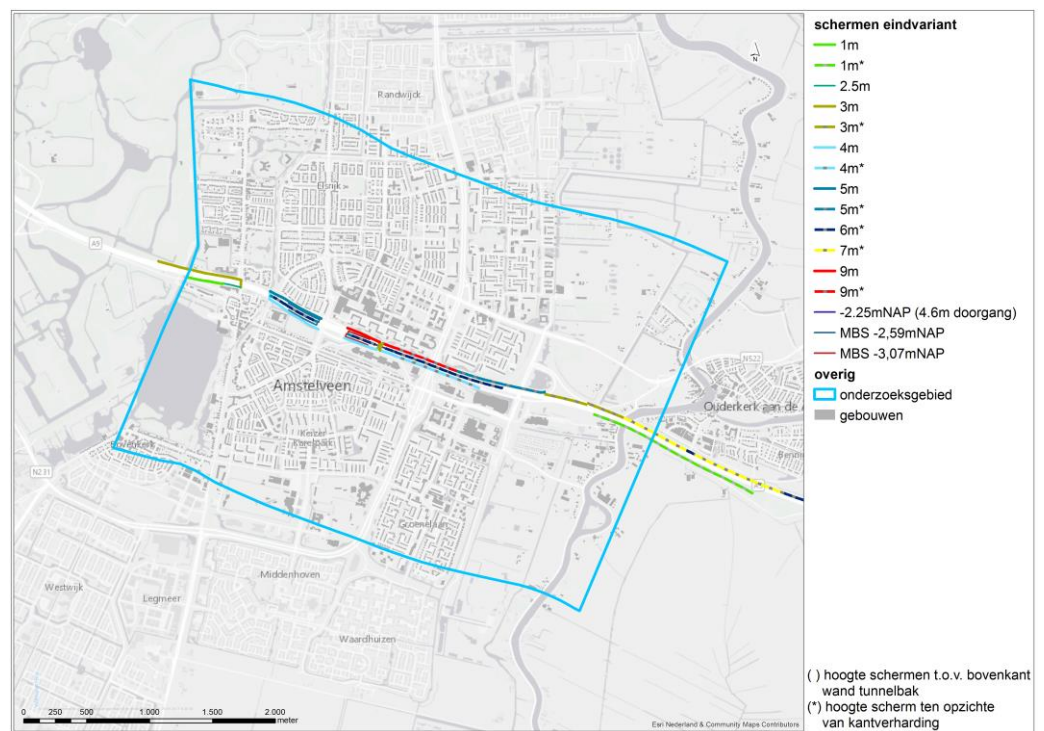 Randwijck
N
Elsrijk
A9
Amstelveen
N522
Ouderkerk aan de A
Keizer
Karelpark
Bovenkerk
N231
Groenelaan
Middenhoven
Westwijk
Legmeer
Waardhuizen
0 250 500 1.000 1.500 2.000
meter
Esri Nederland & Community Maps Contributors
schermen eindvariant
1m
1m*
2.5m
3m
3m*
4m
4m*
5m
5m*
6m*
7m*
9m
9m*
-2.25mNAP (4.6m doorgang)
MBS -2,59mNAP
MBS -3,07mNAP
overig
onderzoeksgebied
gebouwen
( ) hoogte schermen t.o.v. bovenkant
wand tunnelbak
(*) hoogte scherm ten opzichte
van kantverharding